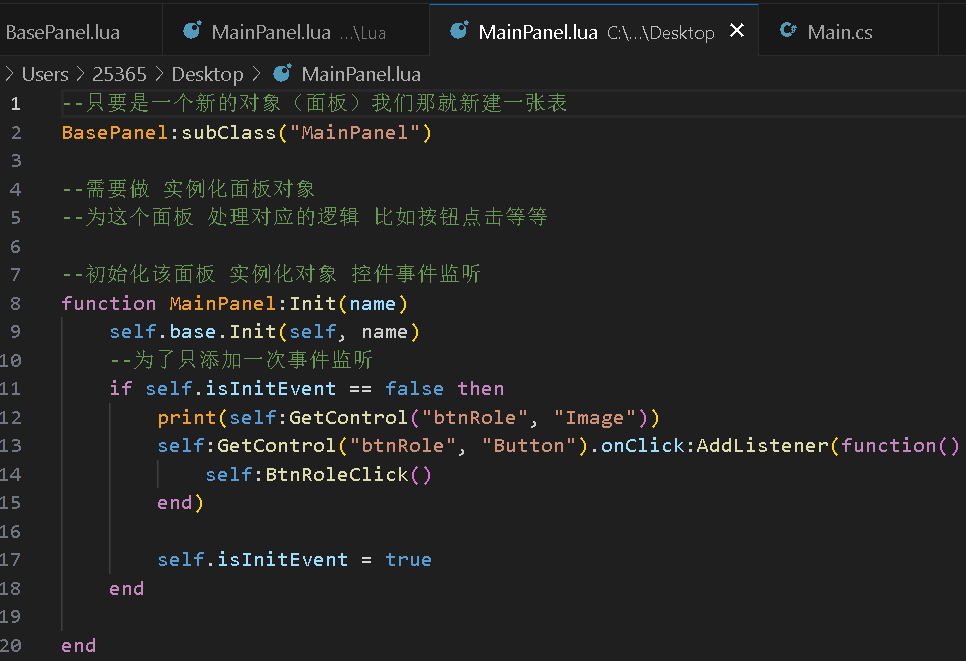 BasePanel.lua MainPanel.lua ...\Lua MainPanel.lua C:\...\Desktop × Main.cs
> Users > 25365 > Desktop > MainPanel.lua
1 --只要是一个新的对象（面板）我们那就新建一张表
2 BasePanel:subClass("MainPanel")
3
4 --需要做 实例化面板对象
5 --为这个面板 处理对应的逻辑 比如按钮点击等等
6
7 --初始化该面板 实例化对象 控件事件监听
8 function MainPanel:Init(name)
9 self.base.Init(self, name)
10 --为了只添加一次事件监听
11 if self.isInitEvent == false then
12 print(self:GetControl("btnRole", "Image"))
13 self:GetControl("btnRole", "Button").onClick:AddListener(function()
14 self:BtnRoleClick()
15 end)
16
17 self.isInitEvent = true
18 end
19
20 end